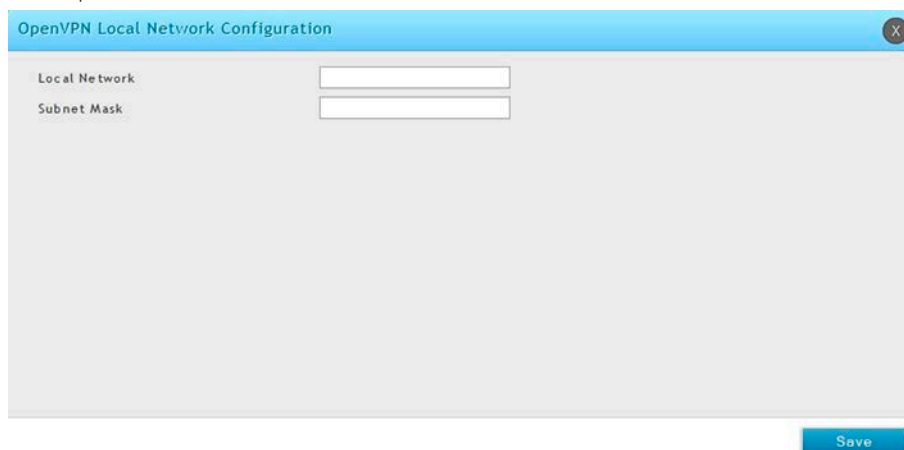 OpenVPN Local Network Configuration
X
Local Network
Subnet Mask
Save